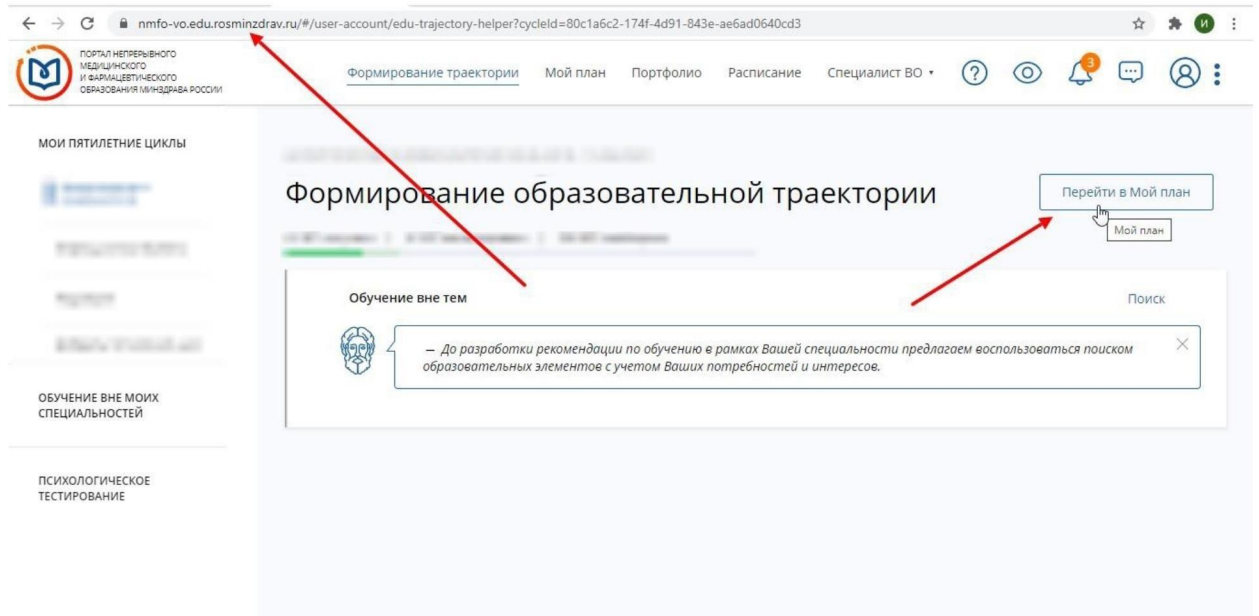 nmfo-vo.edu.rosminzdrav.ru/#/user-account/edu-trajectory-helper?cycleId=80c1a6c2-174f-4d91-843e-ae6ad0640cd3
И
ПОРТАЛ НЕПРЕРЫВНОГО
МЕДИЦИНСКОГО
И ФАРМАЦЕВТИЧЕСКОГО
ОБРАЗОВАНИЯ МИНЗДРАВА РОССИИ
Формирование траектории Мой план Портфолио Расписание Специалист ВО
3
МОИ ПЯТИЛЕТНИЕ ЦИКЛЫ
Формирование образовательной траектории
Перейти в Мой план
Мой план
Обучение вне тем
Поиск
— До разработки рекомендации по обучению в рамках Вашей специальности предлагаем воспользоваться поиском
образовательных элементов с учетом Ваших потребностей и интересов.
ОБУЧЕНИЕ ВНЕ МОИХ
СПЕЦИАЛЬНОСТЕЙ
ПСИХОЛОГИЧЕСКОЕ
ТЕСТИРОВАНИЕ